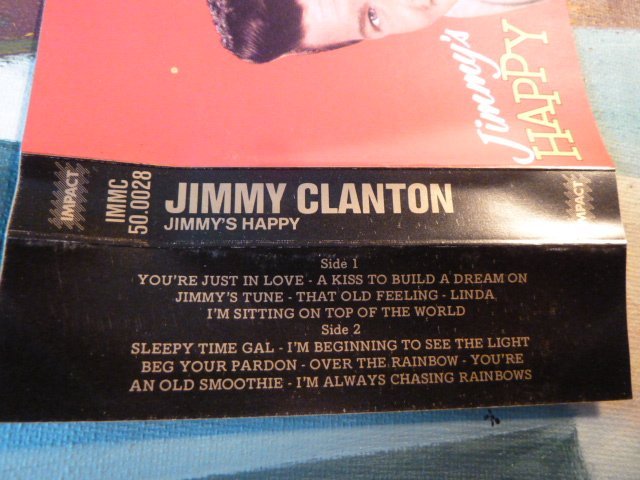 Jimmy's
HAPPY
IMPACT
IMMC
50.0028
JIMMY CLANTON
JIMMY'S HAPPY
IMPACT
Side 1
YOU'RE JUST IN LOVE - A KISS TO BUILD A DREAM ON
JIMMY'S TUNE - THAT OLD FEELING - LINDA
I'M SITTING ON TOP OF THE WORLD
Side 2
SLEEPY TIME GAL - I'M BEGINNING TO SEE THE LIGHT
BEG YOUR PARDON - OVER THE RAINBOW - YOU'RE
AN OLD SMOOTHIE - I'M ALWAYS CHASING RAINBOWS